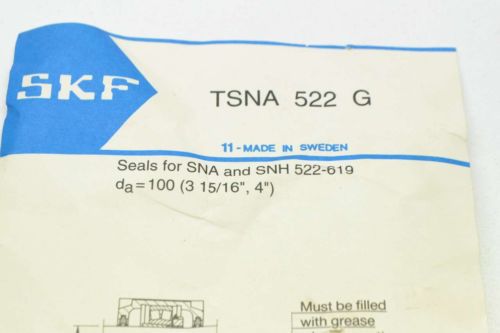 SKF
TSNA 522 G
11-MADE IN SWEDEN
Seals for SNA and SNH 522-619
da=100 (3 15/16", 4")
Must be filled
with grease